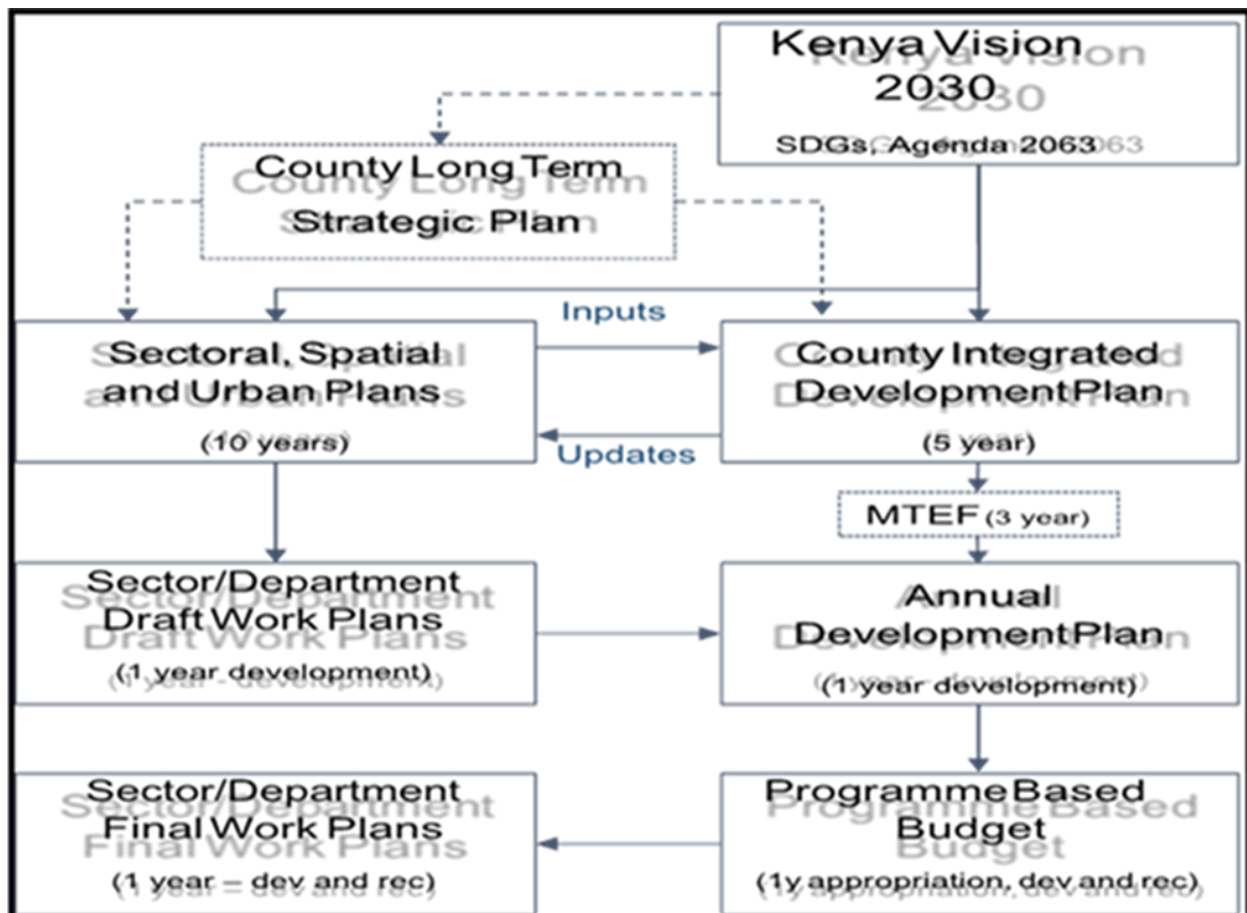 Kenya Vision
2030
SDGs, Agenda 2063
County Long Term
Strategic Plan
Inputs
Sectoral, Spatial
and Urban Plans
(10 years)
County Integrated
Development Plan
(5 year)
Updates
MTEF (3 year)
Sector/Department
Draft Work Plans
(1 year development)
Annual
Development Plan
(1 year development)
Sector/Department
Final Work Plans
(1 year – dev and rec)
Programme Based
Budget
(1y appropriation, dev and rec)